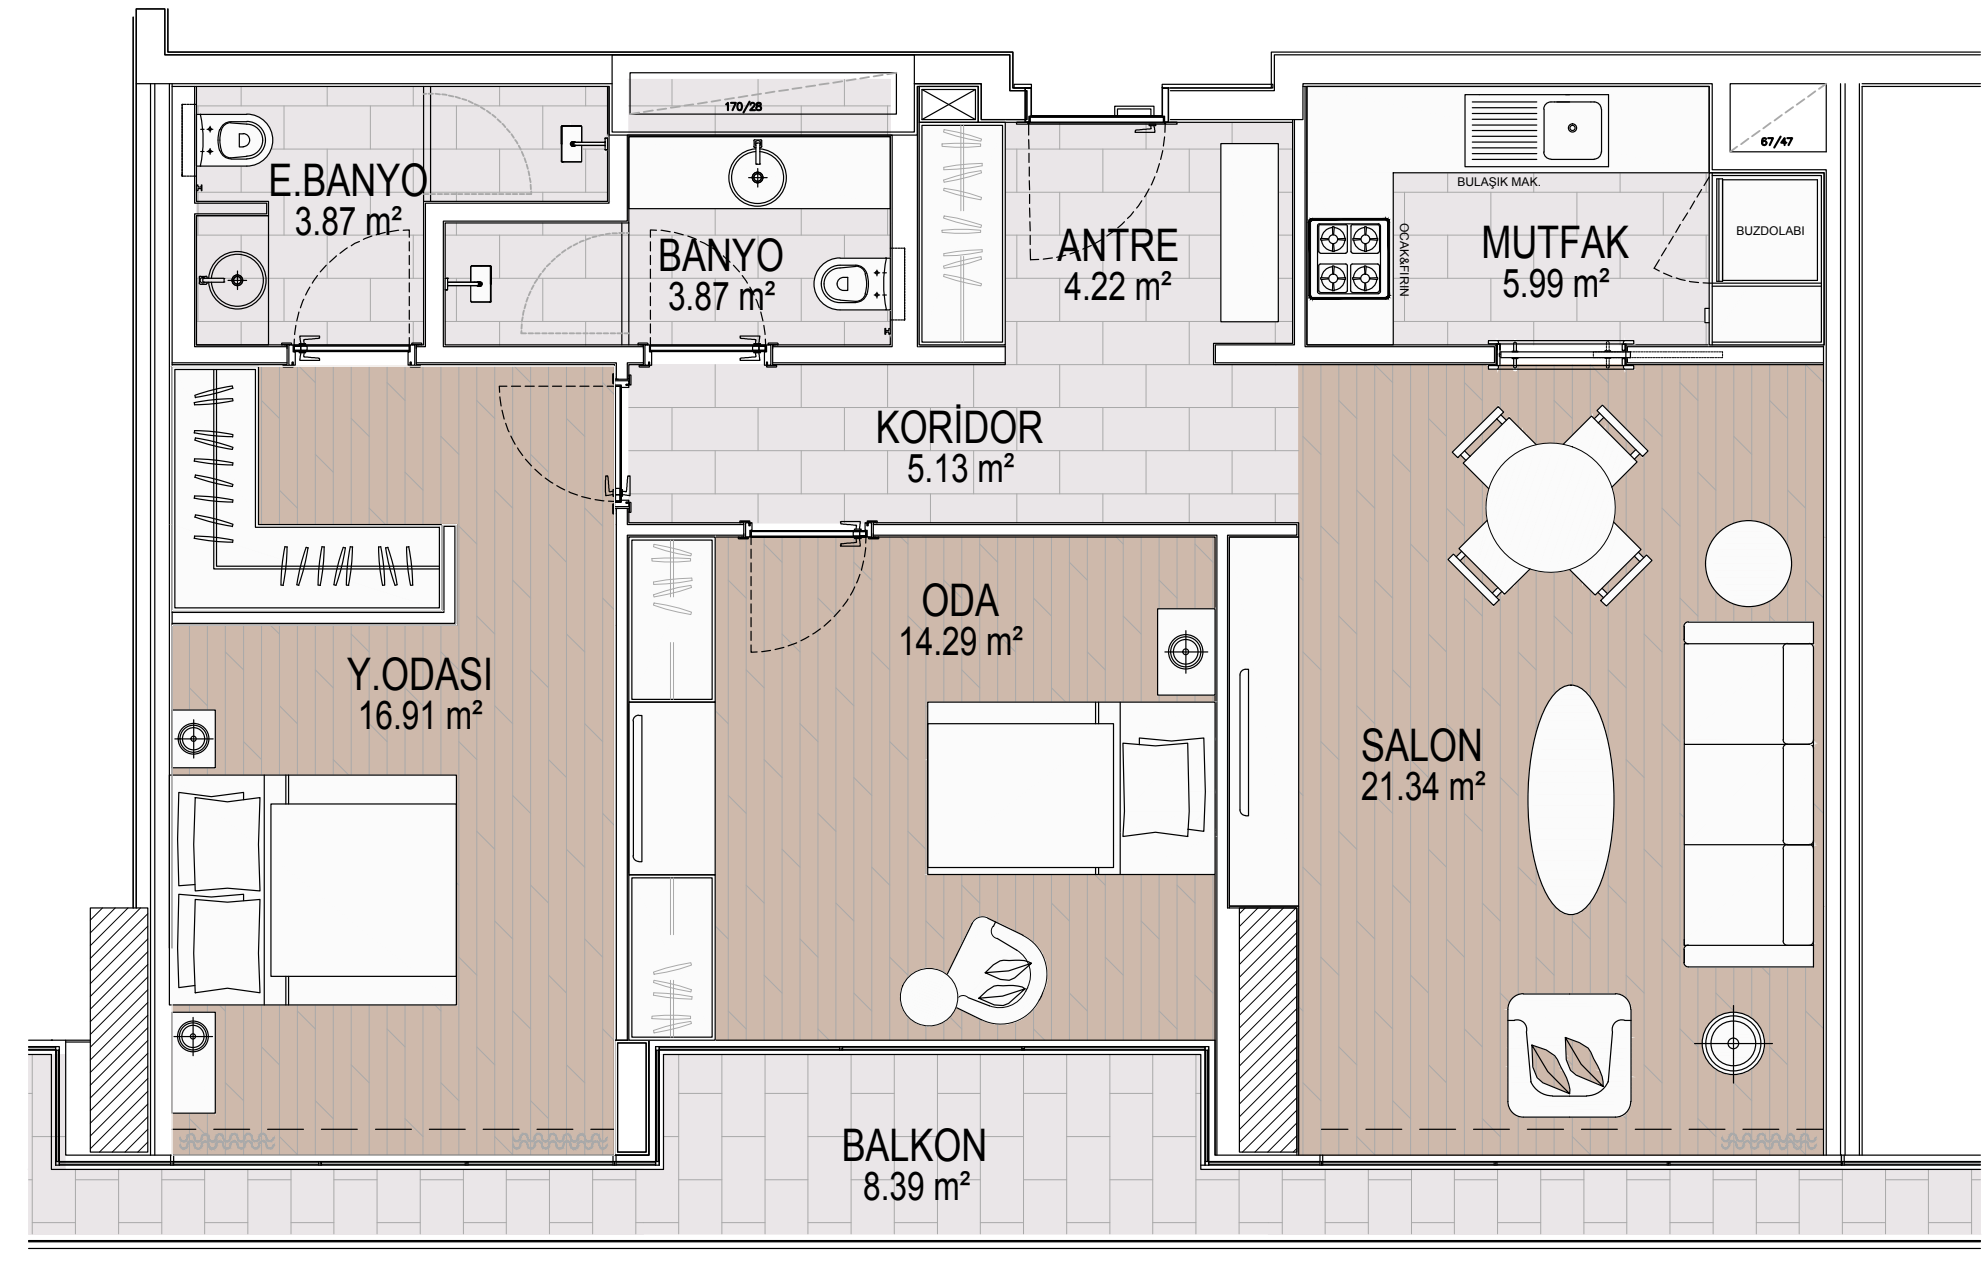 170/28
67/47
E.BANYO
3.87 m²
BANYO
3.87 m²
ANTRE
4.22 m²
BULAŞIK MAK.
OCAK&FIRIN
MUTFAK
5.99 m²
BUZDOLABI
KORİDOR
5.13 m²
Y.ODASI
16.91 m²
ODA
14.29 m²
SALON
21.34 m²
BALKON
8.39 m²